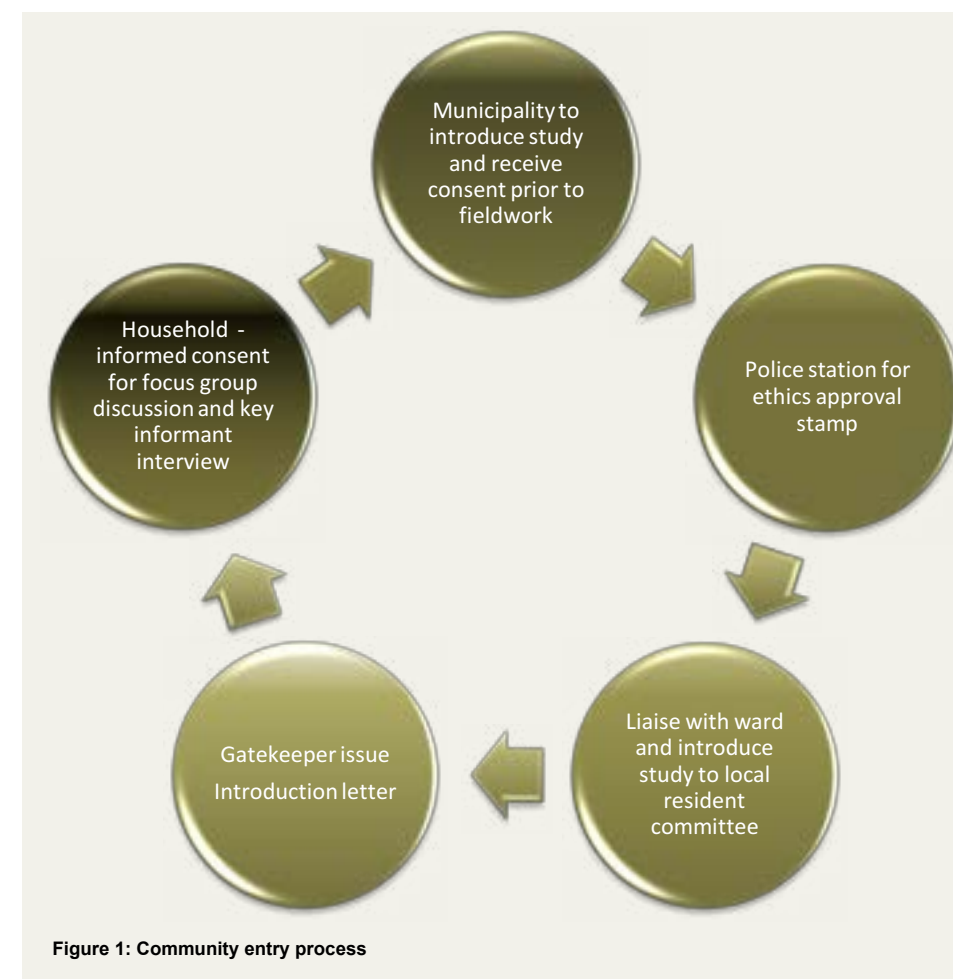 Municipality to
introduce study
and receive
consent prior to
fieldwork
Police station for
ethics approval
stamp
Liaise with ward
and introduce
study to local
resident
committee
Gatekeeper issue
Introduction letter
Household -
informed consent
for focus group
discussion and key
informant
interview
Figure 1: Community entry process